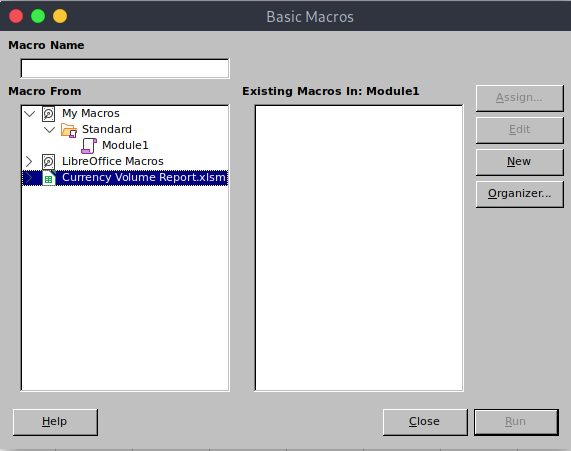 Basic Macros
Macro Name
Macro From
Existing Macros In: Module1
My Macros
Standard
Module1
LibreOffice Macros
Currency Volume Report.xlsm
Assign...
Edit
New
Organizer...
Help
Close
Run